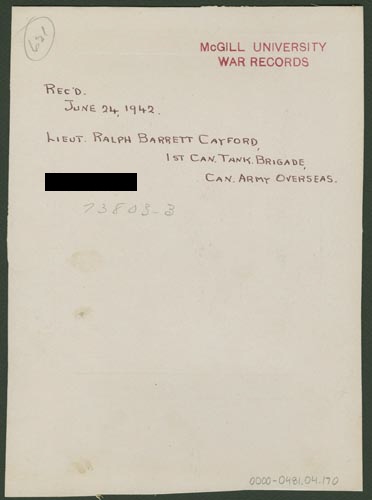 621
McGILL UNIVERSITY
WAR RECORDS
REC'D.
JUNE 24, 1942.
LIEUT. RALPH BARRETT CAYFORD,
1ST CAN. TANK. BRIGADE,
CAN. ARMY OVERSEAS.
73803-3
0000-0481.04.170